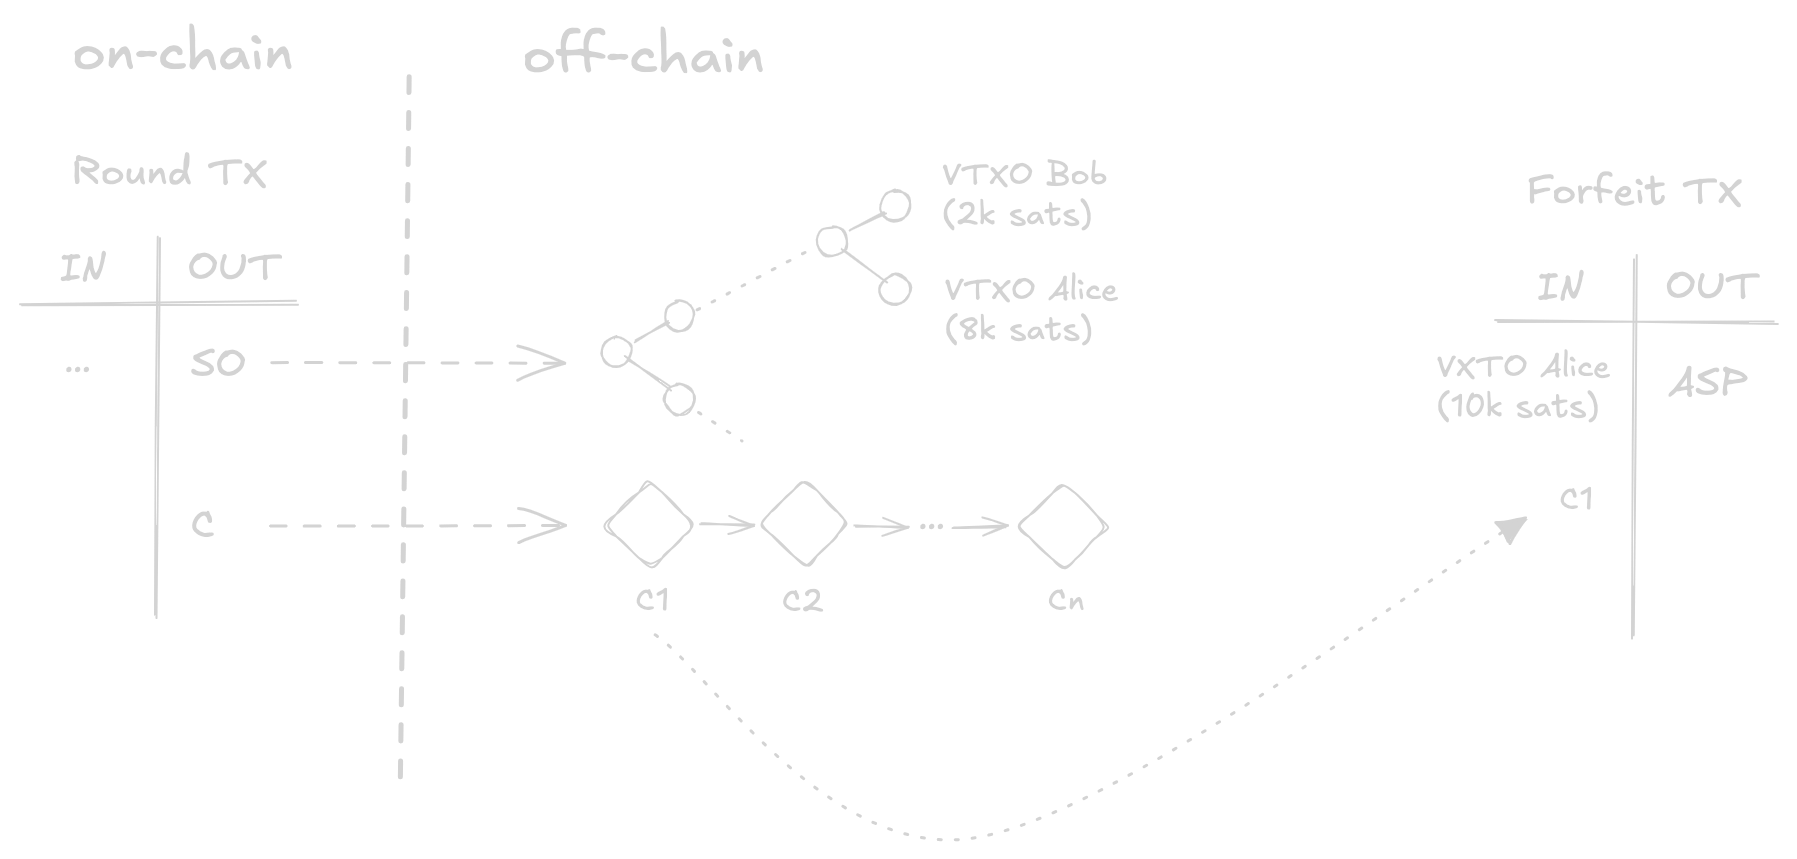 on-chain
off-chain
Round TX
IN
OUT
...
SO
C
VTXO Bob
(2k sats)
VTXO Alice
(8k sats)
...
C1
C2
Cn
Forfeit TX
IN
OUT
VXTO Alice
(10k sats)
ASP
C1